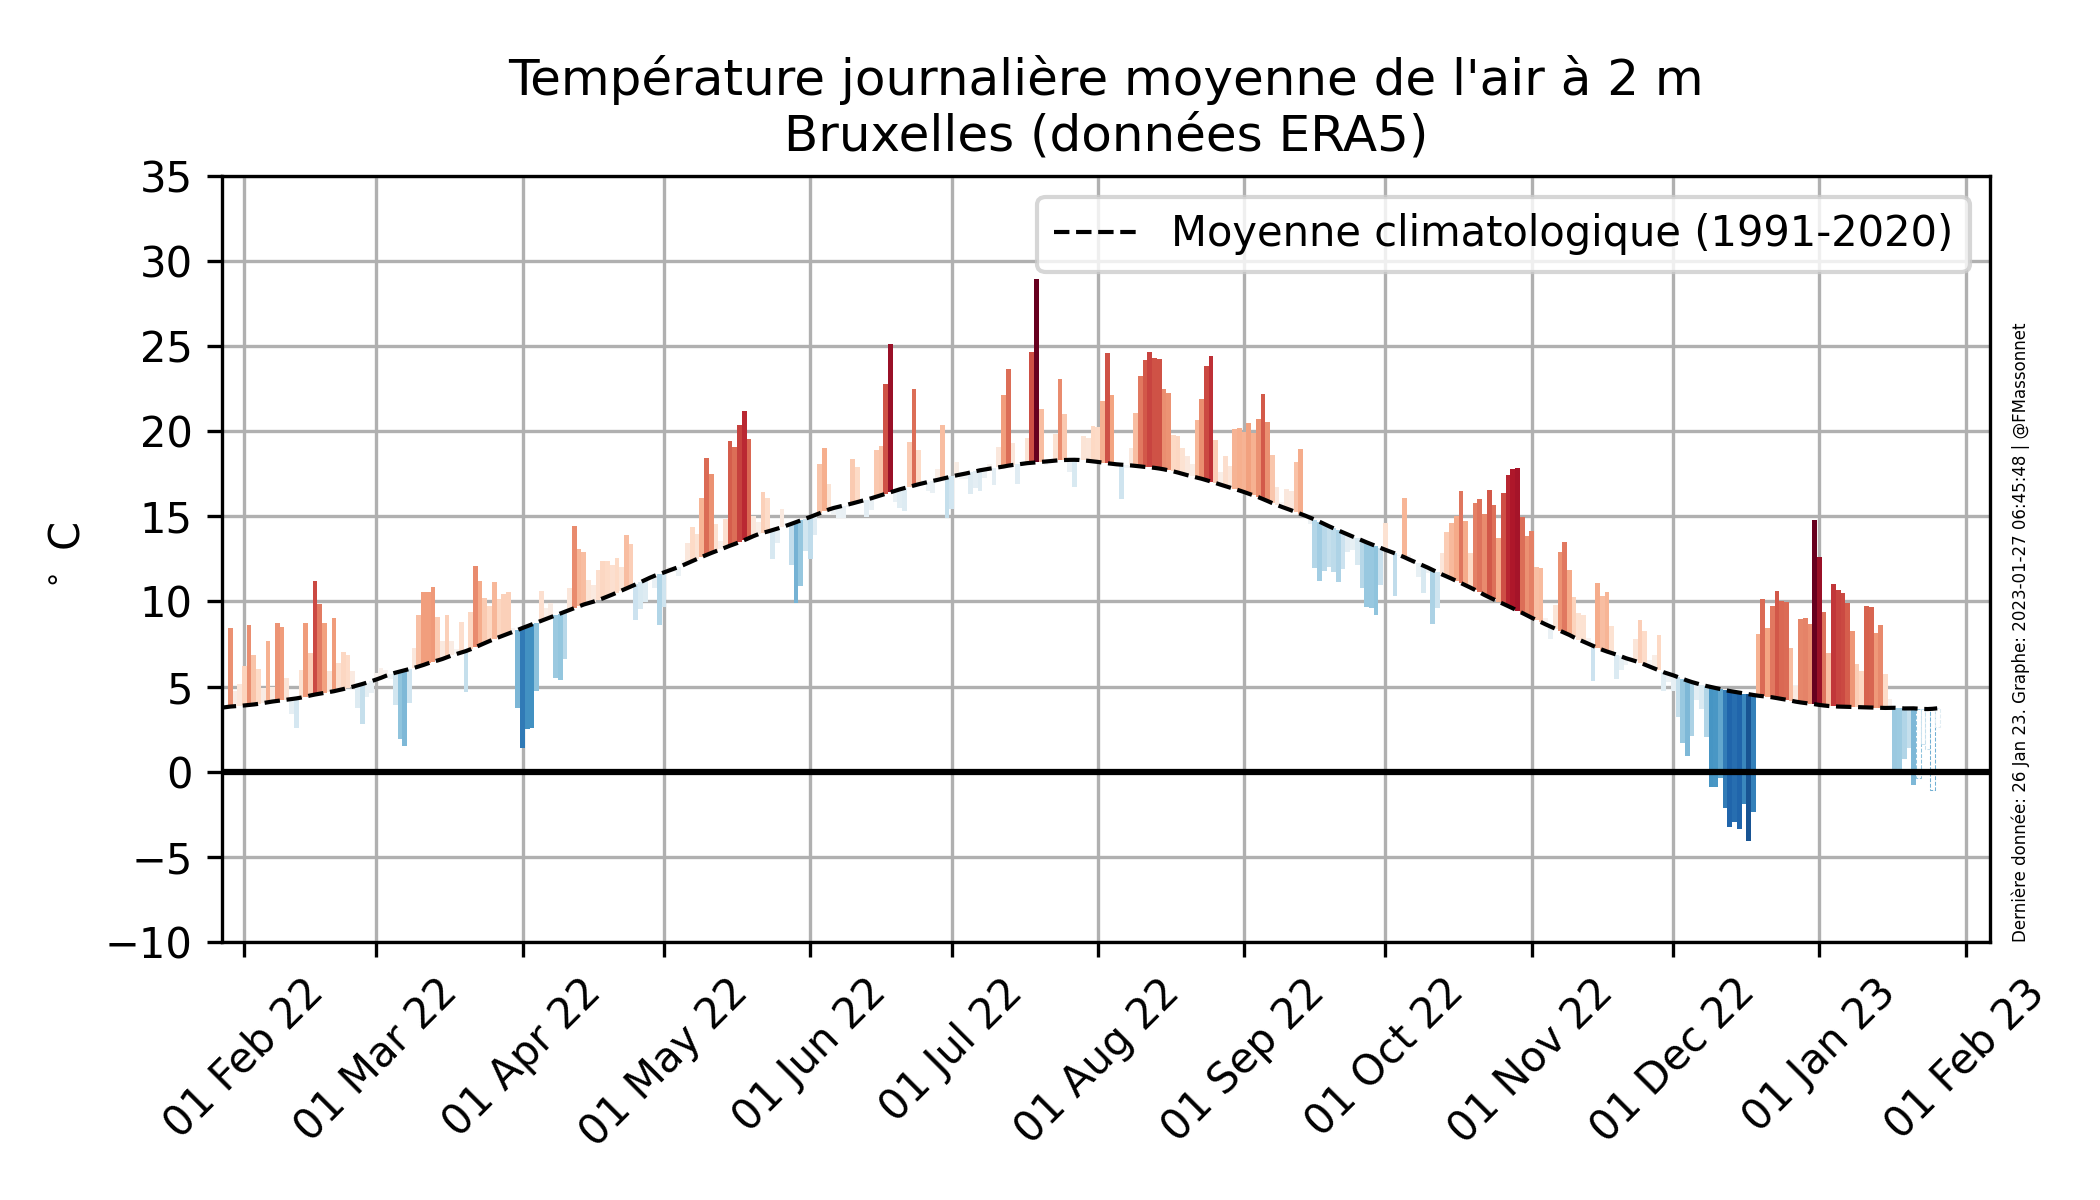 Température journalière moyenne de l'air à 2 m
Bruxelles (données ERA5)
35
30
25
20
15
10
5
0
−5
−10
° C
Moyenne climatologique (1991-2020)
01 Feb 22
01 Mar 22
01 Apr 22
01 May 22
01 Jun 22
01 Jul 22
01 Aug 22
01 Sep 22
01 Oct 22
01 Nov 22
01 Dec 22
01 Jan 23
01 Feb 23
Dernière donnée: 26 Jan 23. Graphe: 2023-01-27 06:45:48 | @FMassonnet